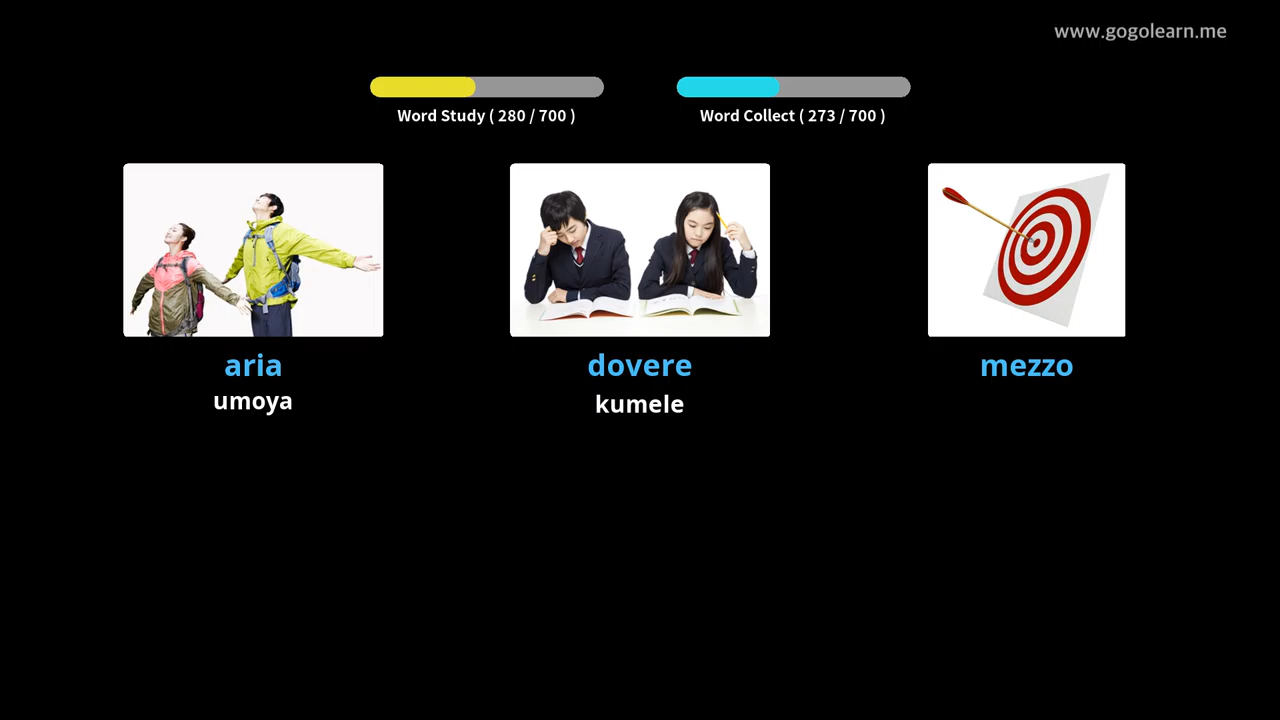 www.gogolearn.me
Word Study ( 280 / 700 )
Word Collect ( 273 / 700 )
aria
umoya
dovere
kumele
mezzo